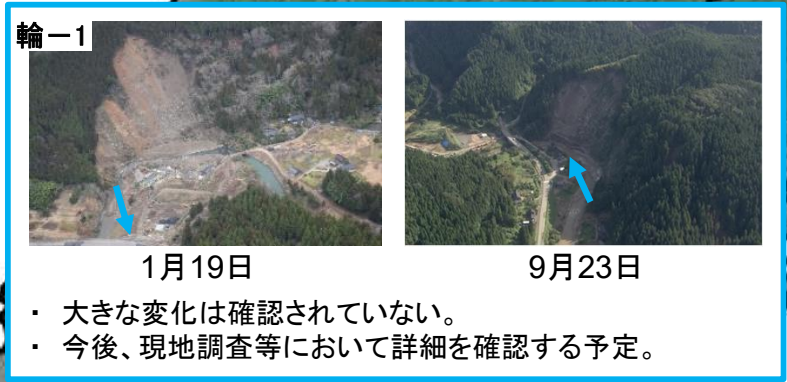 輪－1
1月19日
9月23日
・ 大きな変化は確認されていない。
・ 今後、現地調査等において詳細を確認する予定。